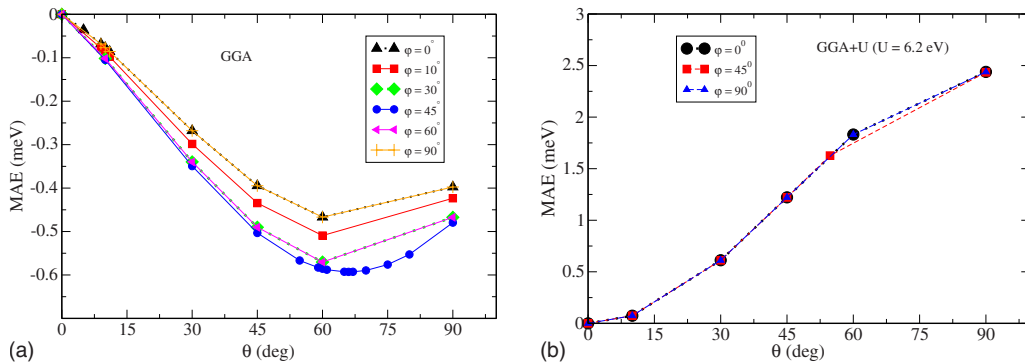 0
-0.1
-0.2
-0.3
-0.4
-0.5
-0.6
MAE (meV)
GGA
φ = 0°
φ = 10°
φ = 30°
φ = 45°
φ = 60°
φ = 90°
0 15 30 45 60 75 90
θ (deg)
(a)
3
2.5
2
1.5
1
0.5
0
MAE (meV)
GGA+U (U = 6.2 eV)
φ = 0⁰
φ = 45⁰
φ = 90⁰
0 15 30 45 60 75 90
θ (deg)
(b)